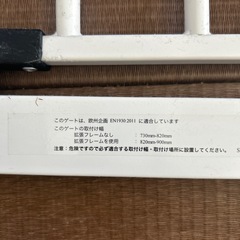 このゲートは、欧州企画 EN1930:2011 に適合しています
このゲートの取付け幅
拡張フレームなし : 730mm-820mm
拡張フレームを使用 820mm-900mm
注意：危険ですので必ず適合する取付け幅・取付け場所に設置してください。